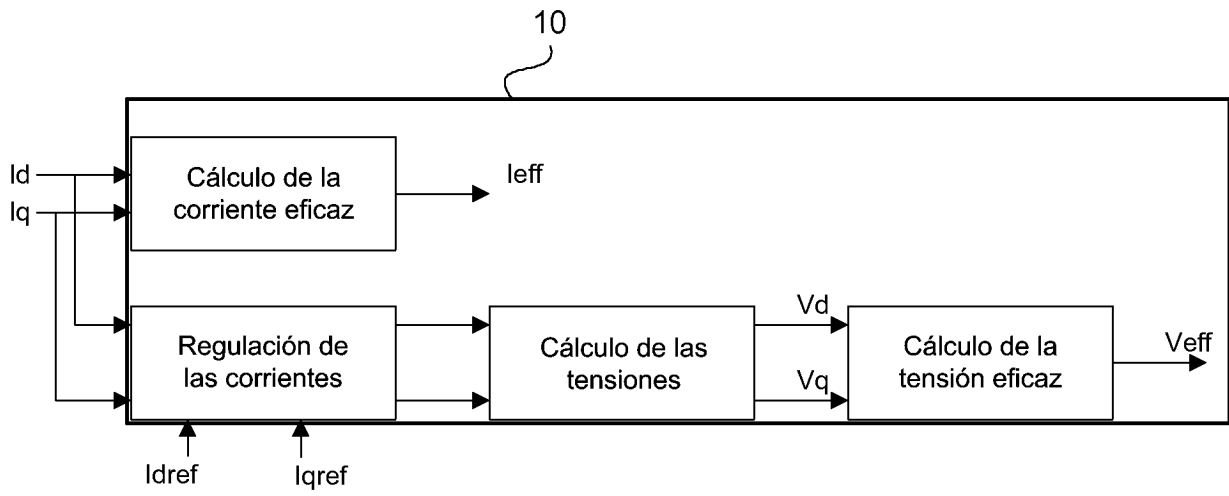 10
Id
Iq
Cálculo de la
corriente eficaz
Ieff
Regulación de
las corrientes
Cálculo de las
tensiones
Vd
Vq
Cálculo de la
tensión eficaz
Veff
Idref
Iqref